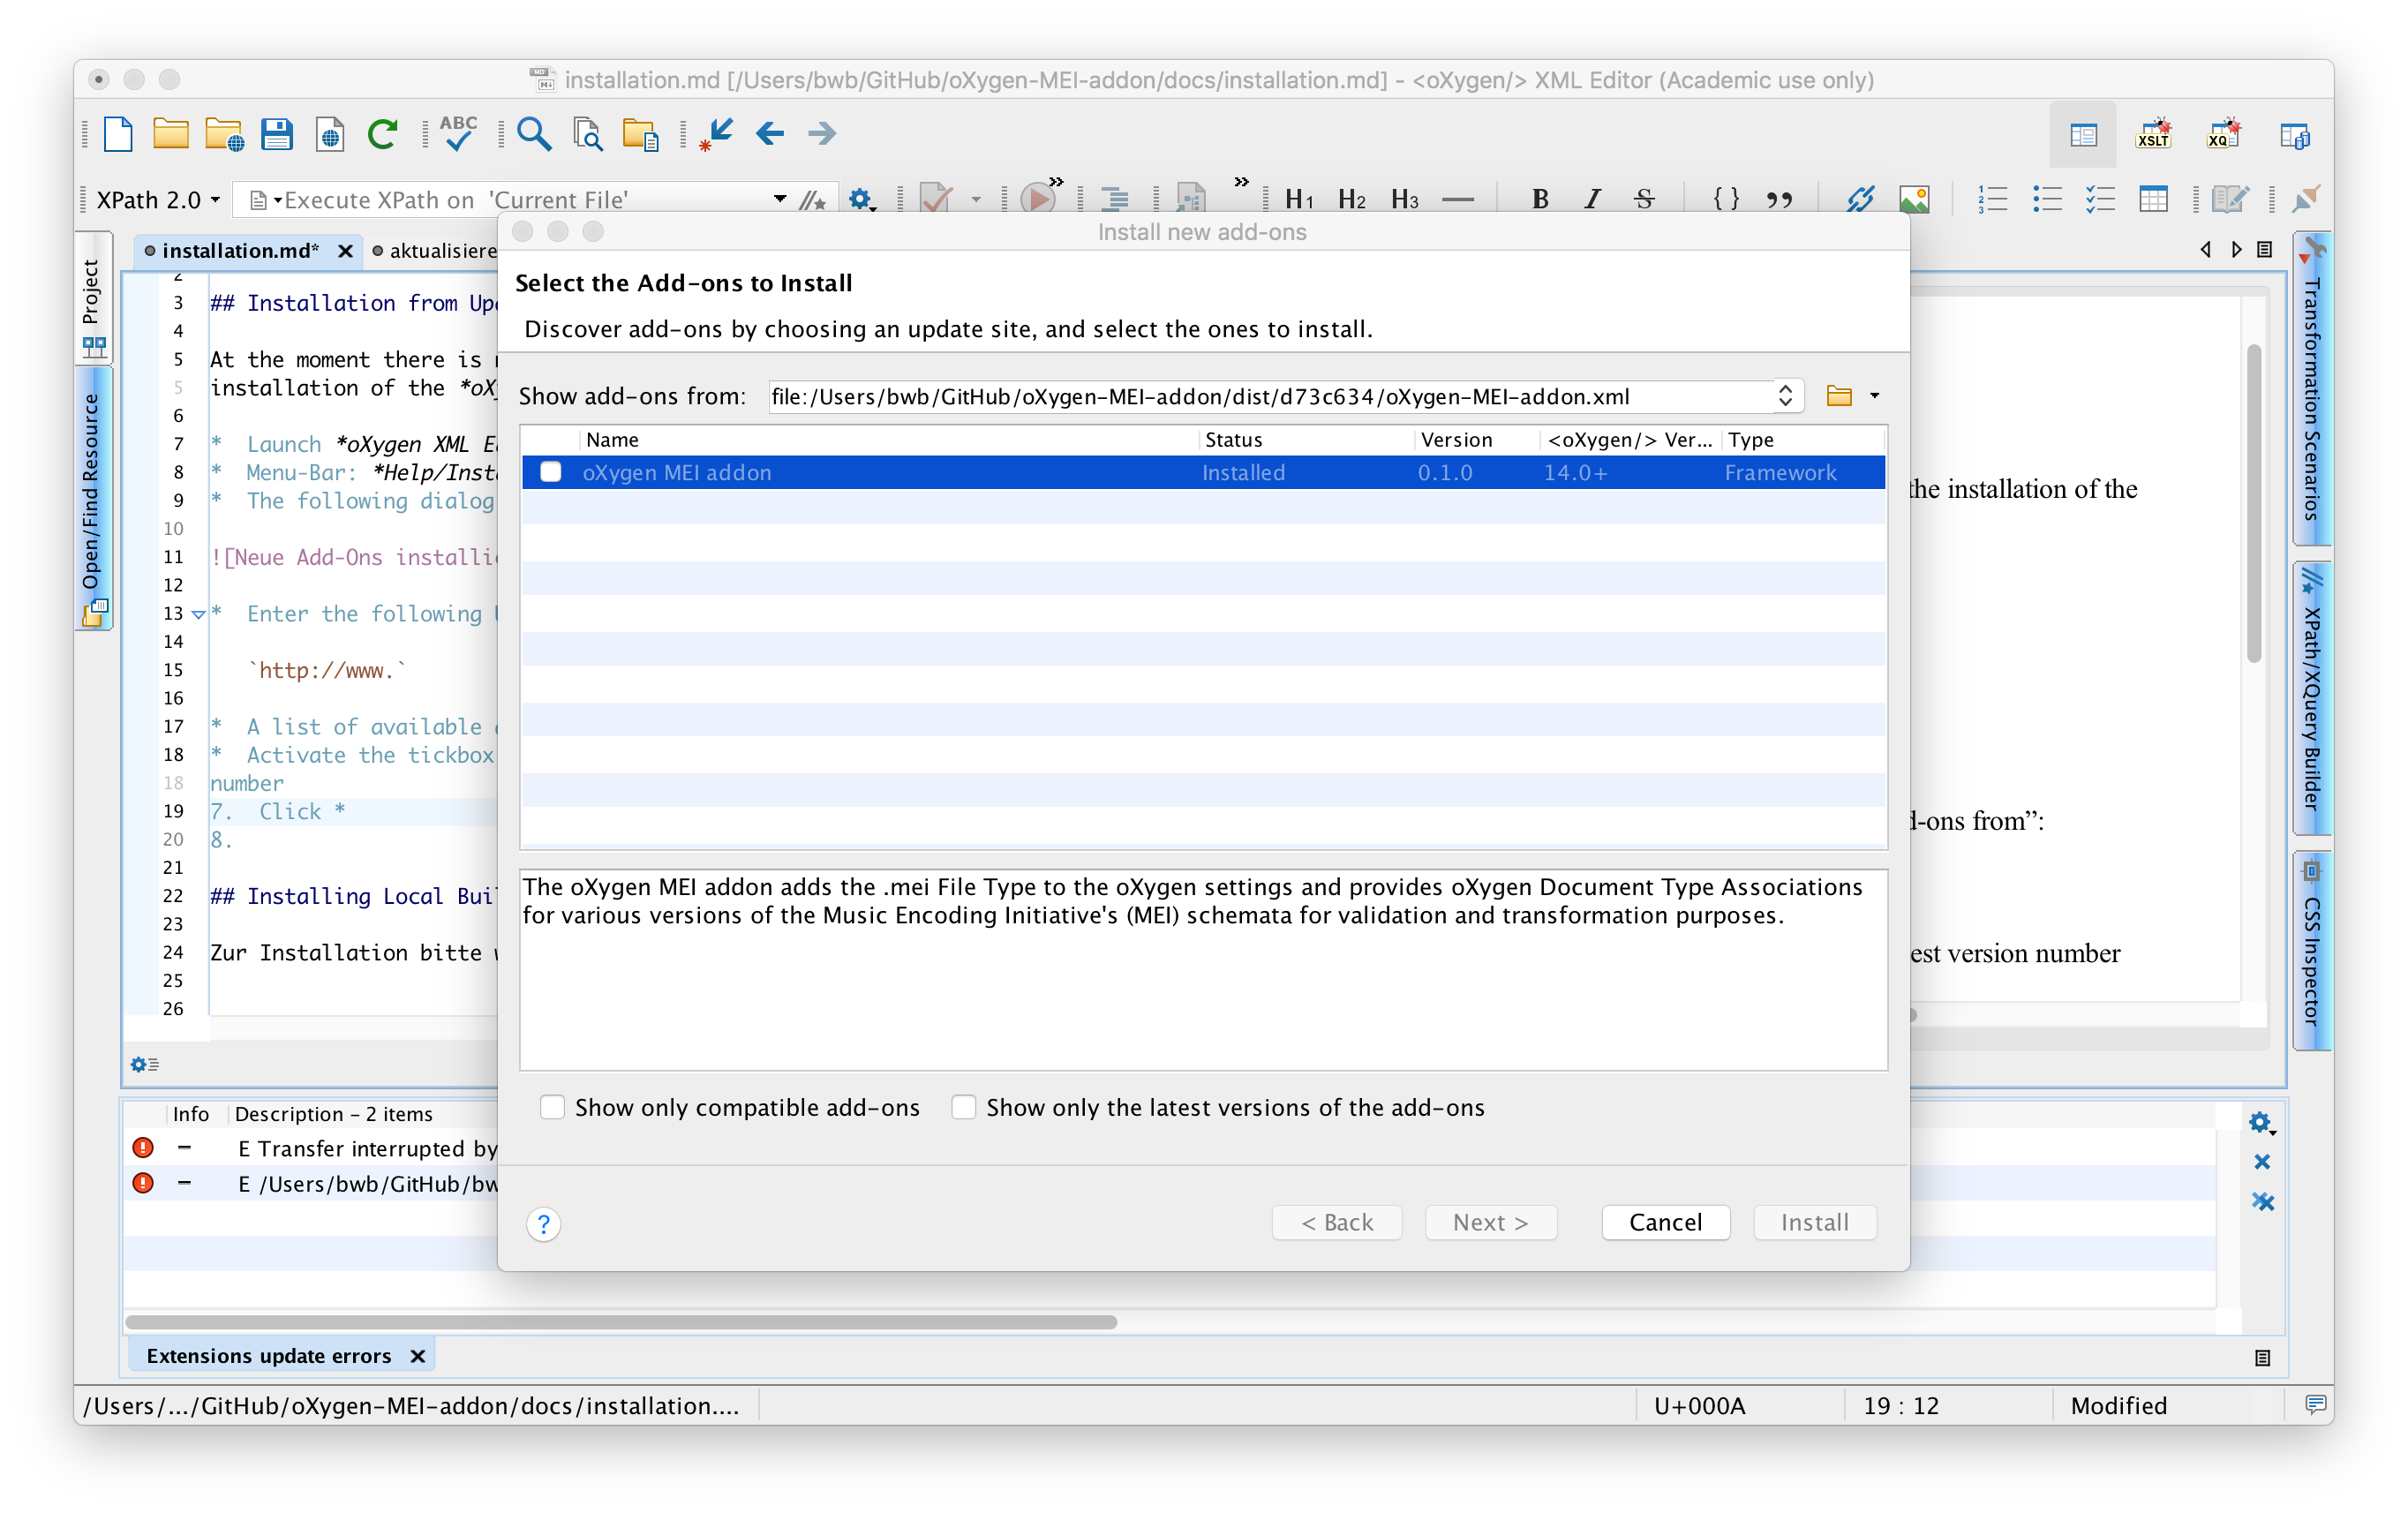 installation.md [/Users/bwb/GitHub/oXygen-MEI-addon/docs/installation.md] - <oXygen/> XML Editor (Academic use only)
ABC
XSLT
XQ
XPath 2.0
Execute XPath on 'Current File'
H1 H2 H3 B I S { } ”
Project
Open/Find Resource
installation.md*
aktualisiere
2
3 ## Installation from Upd
4
5 At the moment there is
5 installation of the *oXy
6
7 * Launch *oXygen XML Ed
8 * Menu-Bar: *Help/Inst
9 * The following dialog
10
11 ![Neue Add-Ons installi
12
13 * Enter the following
14
15 `http://www.`
16
17 * A list of available
18 * Activate the tickbox
18 number
19 7. Click *
20 8.
21
22 ## Installing Local Buil
23
24 Zur Installation bitte
25
26
Install new add-ons
Select the Add-ons to Install
Discover add-ons by choosing an update site, and select the ones to install.
Show add-ons from: file:/Users/bwb/GitHub/oXygen-MEI-addon/dist/d73c634/oXygen-MEI-addon.xml
Name Status Version <oXygen/> Ver... Type
oXygen MEI addon Installed 0.1.0 14.0+ Framework
The oXygen MEI addon adds the .mei File Type to the oXygen settings and provides oXygen Document Type Associations
for various versions of the Music Encoding Initiative's (MEI) schemata for validation and transformation purposes.
Show only compatible add-ons
Show only the latest versions of the add-ons
?
< Back
Next >
Cancel
Install
the installation of the
d-ons from”:
est version number
Transformation Scenarios
XPath/XQuery Builder
CSS Inspector
Info Description – 2 items
– E Transfer interrupted by
– E /Users/bwb/GitHub/bw
Extensions update errors
/Users/.../GitHub/oXygen-MEI-addon/docs/installation....
U+000A
19 : 12
Modified